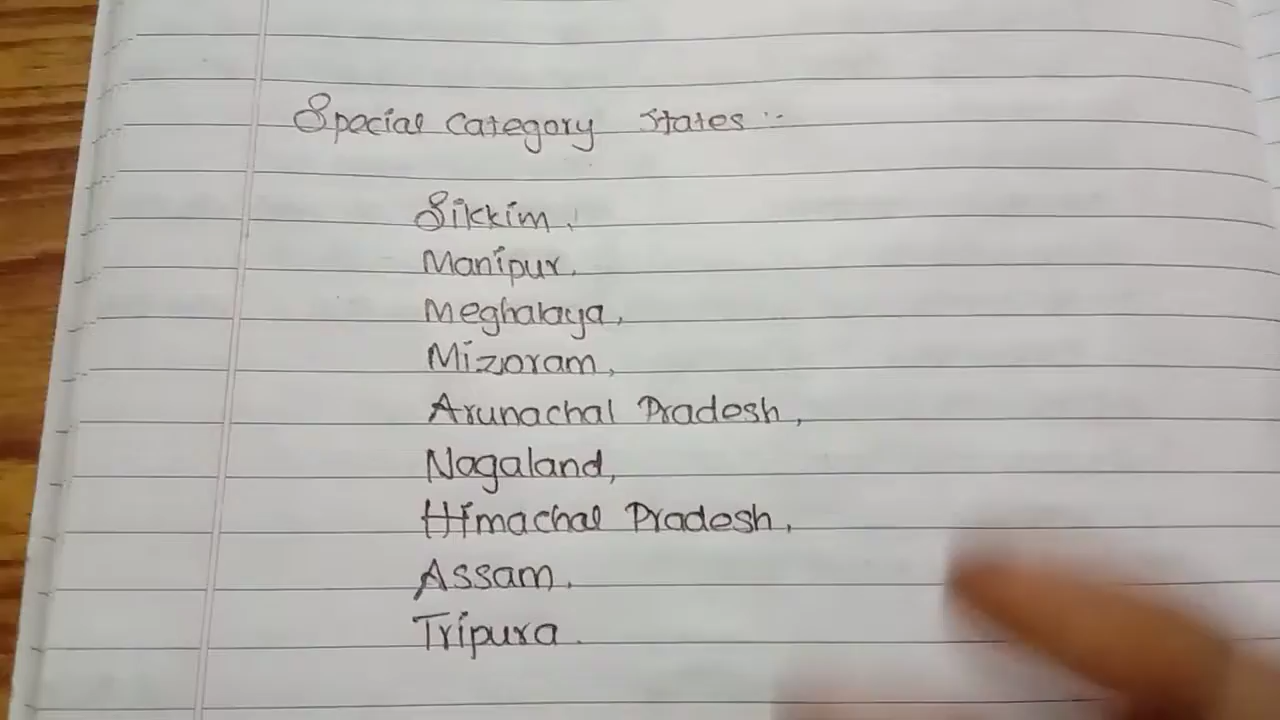 Special Category States :-
Sikkim,
Manipur,
Meghalaya,
Mizoram,
Arunachal Pradesh,
Nagaland,
Himachal Pradesh,
Assam,
Tripura.